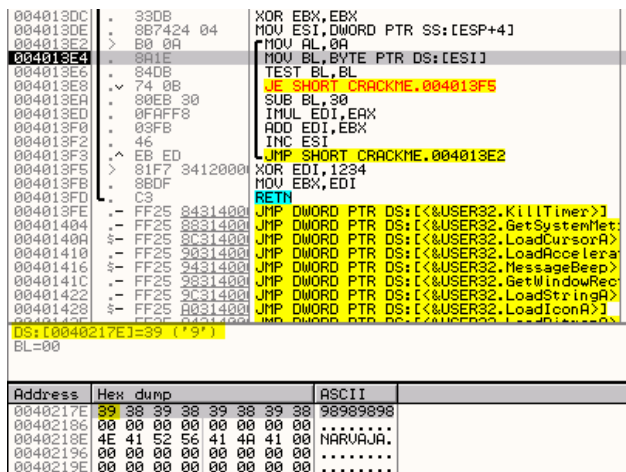 004013DC . 33DB XOR EBX,EBX
004013DE . 8B7424 04 MOV ESI,DWORD PTR SS:[ESP+4]
004013E2 > B0 0A MOV AL,0A
004013E4 . 8A1E MOV BL,BYTE PTR DS:[ESI]
004013E6 . 84DB TEST BL,BL
004013E8 .v 74 0B JE SHORT CRACKME.004013F5
004013EA . 80EB 30 SUB BL,30
004013ED . 0FAFF8 IMUL EDI,EAX
004013F0 . 03FB ADD EDI,EBX
004013F2 . 46 INC ESI
004013F3 .^ EB ED JMP SHORT CRACKME.004013E2
004013F5 > 81F7 34120000 XOR EDI,1234
004013FB . 8BDF MOV EBX,EDI
004013FD . C3 RETN
004013FE .- FF25 84314000 JMP DWORD PTR DS:[<&USER32.KillTimer>]
00401404 .- FF25 88314000 JMP DWORD PTR DS:[<&USER32.GetSystemMet
0040140A $- FF25 8C314000 JMP DWORD PTR DS:[<&USER32.LoadCursorA>
00401410 .- FF25 90314000 JMP DWORD PTR DS:[<&USER32.LoadAccelera
00401416 $- FF25 94314000 JMP DWORD PTR DS:[<&USER32.MessageBeep>
0040141C .- FF25 98314000 JMP DWORD PTR DS:[<&USER32.GetWindowRec
00401422 .- FF25 9C314000 JMP DWORD PTR DS:[<&USER32.LoadStringA>
00401428 $- FF25 A0314000 JMP DWORD PTR DS:[<&USER32.LoadIconA>]
DS:[0040217E]=39 ('9')
BL=00
Address Hex dump ASCII
0040217E 39 38 39 38 39 38 39 38 98989898
00402186 00 00 00 00 00 00 00 00 ........
0040218E 4E 41 52 56 41 4A 41 00 NARVAJA.
00402196 00 00 00 00 00 00 00 00 ........
0040219E 00 00 00 00 00 00 00 00 ........